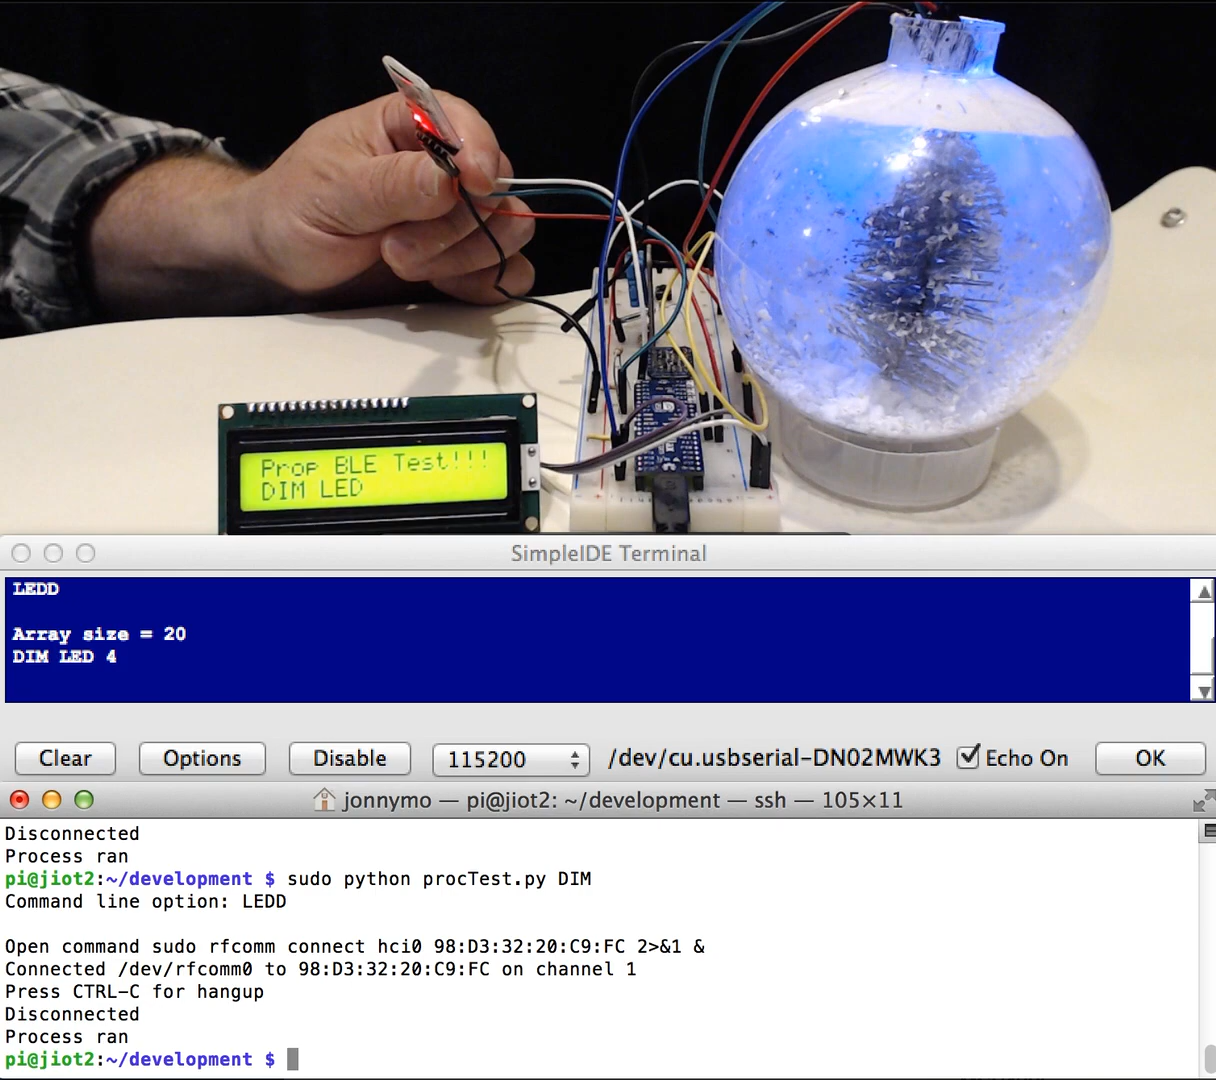 Prop BLE Test!!!
DIM LED
SimpleIDE Terminal
LEDD
Array size = 20
DIM LED 4
Clear
Options
Disable
115200
/dev/cu.usbserial-DN02MWK3
Echo On
OK
jonnymo — pi@jiot2: ~/development — ssh — 105×11
Disconnected
Process ran
pi@jiot2:~/development $ sudo python procTest.py DIM
Command line option: LEDD
Open command sudo rfcomm connect hci0 98:D3:32:20:C9:FC 2>&1 &
Connected /dev/rfcomm0 to 98:D3:32:20:C9:FC on channel 1
Press CTRL-C for hangup
Disconnected
Process ran
pi@jiot2:~/development $